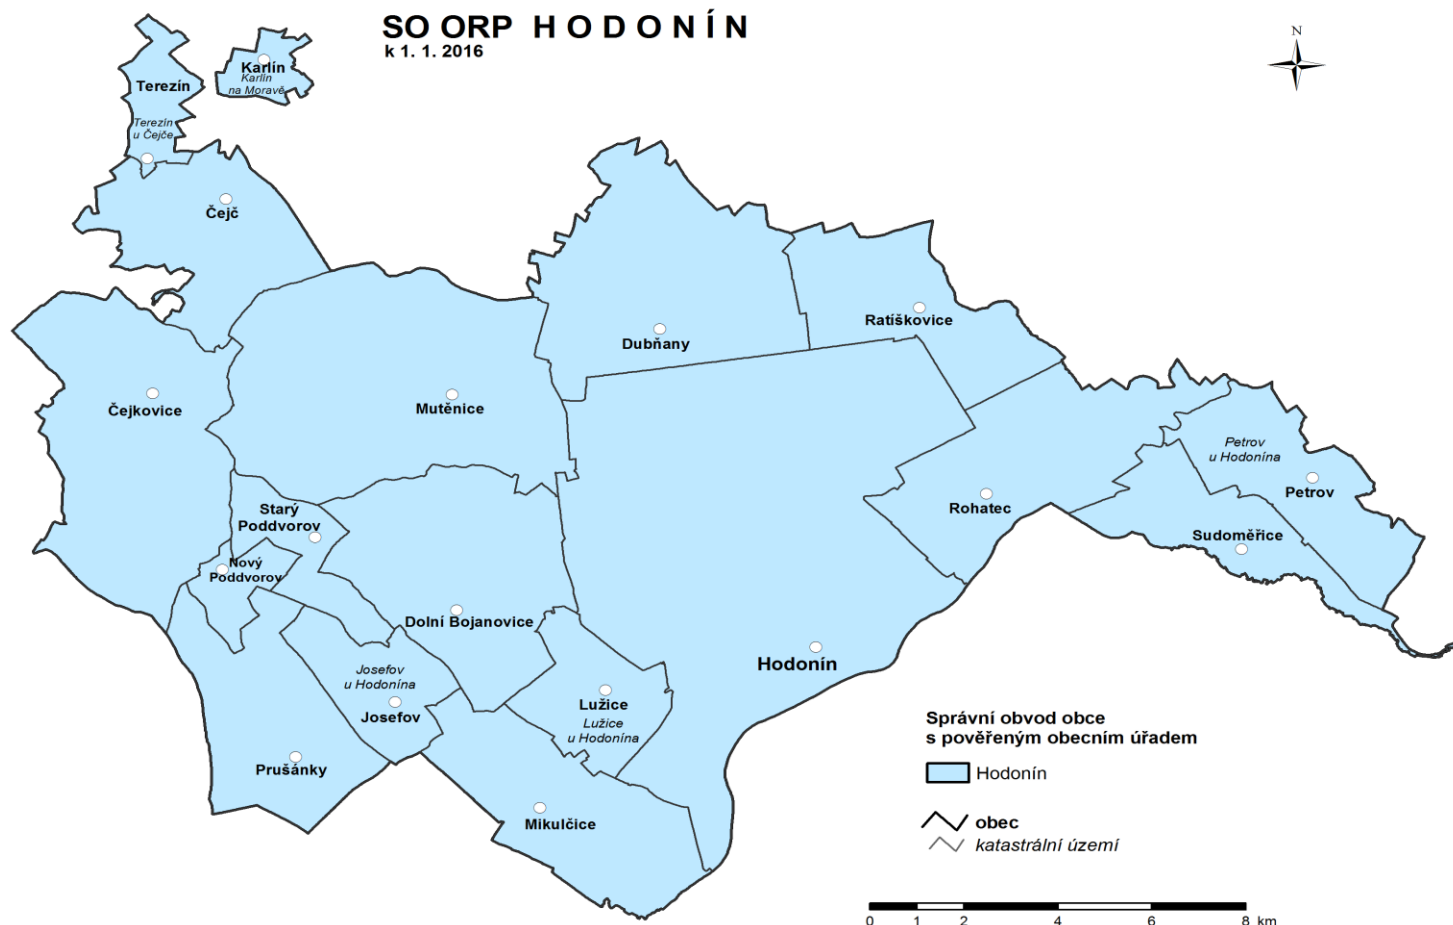 SO ORP H O D O N Í N
k 1. 1. 2016
N
Karlín
Karlín
na Moravě
Terezín
Terezín
u Čejče
Čejč
Ratíškovice
Dubňany
Čejkovice
Mutěnice
Petrov
u Hodonína
Petrov
Starý
Poddvorov
Rohatec
Sudoměřice
Nový
Poddvorov
Dolní Bojanovice
Hodonín
Josefov
u Hodonína
Josefov
Lužice
Lužice
u Hodonína
Prušánky
Mikulčice
Správní obvod obce
s pověřeným obecním úřadem
Hodonín
obec
katastrální území
0 1 2 4 6 8 km